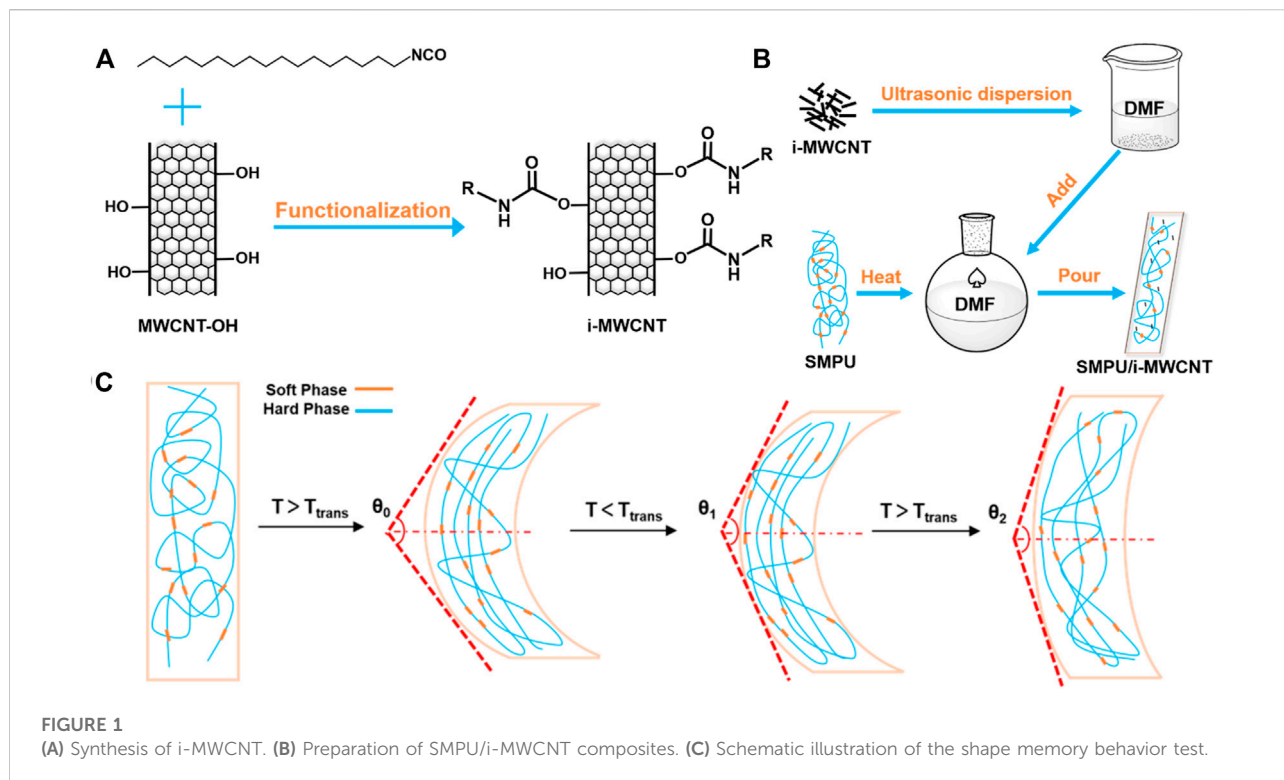 A
NCO
OH
HO
OH
HO
MWCNT-OH
Functionalization
O
R
N
H
O
O
O
N
H
R
O
O
N
H
R
HO
i-MWCNT
B
i-MWCNT
Ultrasonic dispersion
DMF
Add
SMPU
Heat
DMF
Pour
SMPU/i-MWCNT
C
Soft Phase
Hard Phase
T > Ttrans
θ0
T < Ttrans
θ1
T > Ttrans
θ2
FIGURE 1
(A) Synthesis of i-MWCNT. (B) Preparation of SMPU/i-MWCNT composites. (C) Schematic illustration of the shape memory behavior test.